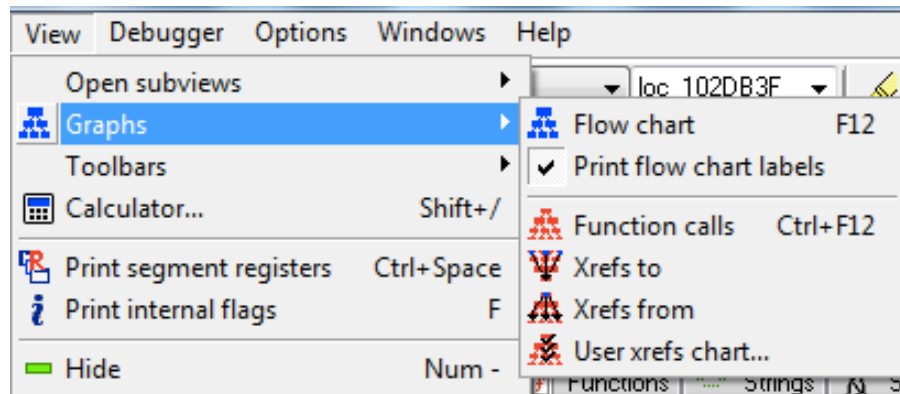 View Debugger Options Windows Help
Open subviews
loc_102DB3F
Graphs
Flow chart F12
Toolbars
Print flow chart labels
Calculator... Shift+/
Function calls Ctrl+F12
Print segment registers Ctrl+Space
Xrefs to
Print internal flags F
Xrefs from
User xrefs chart...
Hide Num -
Functions Strings